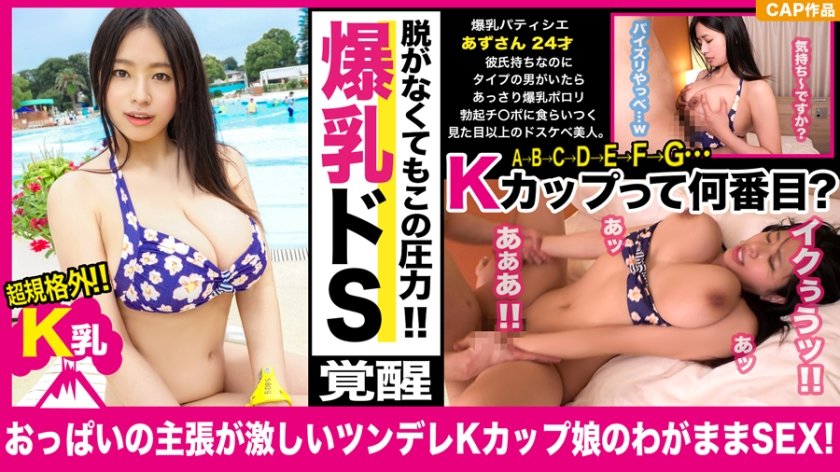 CAP作品
脱がなくてもこの圧力!!
爆乳ドS
覚醒
超規格外!!
K乳
爆乳パティシエ
あずさん 24才
彼氏持ちなのに
タイプの男がいたら
あっさり爆乳ポロリ
勃起チ〇ポに食らいつく
見た目以上のドスケベ美人。
パイズリやっべ…w
気持ち〜ですか?
A→B→C→D→E→F→G…
Kカップって何番目?
あァッ
あぁあ!!
イクぅうッ!!
あッ
おっぱいの主張が激しいツンデレKカップ娘のわがままSEX!